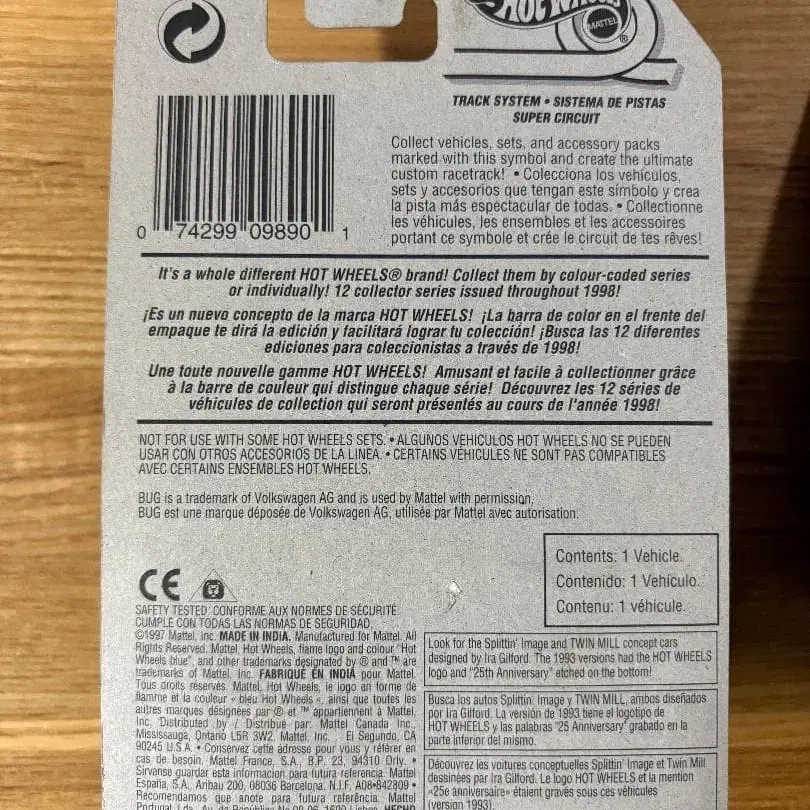 HOT WHEELS
MATTEL
®
TRACK SYSTEM • SISTEMA DE PISTAS
SUPER CIRCUIT
Collect vehicles, sets, and accessory packs
marked with this symbol and create the ultimate
custom racetrack! • Colecciona los vehículos,
sets y accesorios que tengan este símbolo y crea
la pista más espectacular de todas. • Collectionne
les véhicules, les ensembles et les accessoires
portant ce symbole et crée le circuit de tes rêves!
0 74299 09890 1
It's a whole different HOT WHEELS® brand! Collect them by colour-coded series
or individually! 12 collector series issued throughout 1998!
¡Es un nuevo concepto de la marca HOT WHEELS! ¡La barra de color en el frente del
empaque te dirá la edición y facilitará lograr tu colección! ¡Busca las 12 diferentes
ediciones para coleccionistas a través de 1998!
Une toute nouvelle gamme HOT WHEELS! Amusant et facile à collectionner grâce
à la barre de couleur qui distingue chaque série! Découvrez les 12 séries de
véhicules de collection qui seront présentés au cours de l'année 1998!
NOT FOR USE WITH SOME HOT WHEELS SETS. • ALGUNOS VEHICULOS HOT WHEELS NO SE PUEDEN
USAR CON OTROS ACCESORIOS DE LA LINEA. • CERTAINS VÉHICULES NE SONT PAS COMPATIBLES
AVEC CERTAINS ENSEMBLES HOT WHEELS.
BUG is a trademark of Volkswagen AG and is used by Mattel with permission.
BUG est une marque déposée de Volkswagen AG, utilisée par Mattel avec autorisation.
Contents: 1 Vehicle.
Contenido: 1 Vehículo.
Contenu: 1 véhicule.
CE
SAFETY TESTED. CONFORME AUX NORMES DE SÉCURITÉ.
CUMPLE CON TODAS LAS NORMAS DE SEGURIDAD.
©1997 Mattel, Inc. MADE IN INDIA. Manufactured for Mattel. All
Rights Reserved. Mattel, Hot Wheels, flame logo and colour "Hot
Wheels blue", and other trademarks designated by ® and ™ are
trademarks of Mattel, Inc. FABRIQUÉ EN INDIA pour Mattel.
Tous droits réservés. Mattel, Hot Wheels, le logo en forme de
flamme et la couleur « bleu Hot Wheels », ainsi que toutes les
autres marques désignées par ® et ™ appartiennent à Mattel,
Inc. Distributed by / Distribué par: Mattel Canada Inc.,
Mississauga, Ontario L5R 3W2. Mattel, Inc., El Segundo, CA
90245 U.S.A. • Conservez cette adresse pour vous y référer en
cas de besoin. Mattel France, S.A., B.P. 23, 94310 Orly. •
Sírvanse guardar esta información para futura referencia. Mattel
España, S.A., Aribau 200, 08036 Barcelona. N.I.F. A08•842809 •
Recomendamos que anote para futura referência. Mattel
Portugal, Lda. Av. da República 1600 Lisboa HECHO
Look for the Splittin' Image and TWIN MILL concept cars
designed by Ira Gilford. The 1993 versions had the HOT WHEELS
logo and "25th Anniversary" etched on the bottom!
Busca los autos Splittin' Image y TWIN MILL, ambos diseñados
por Ira Gilford. La versión de 1993 tiene el logotipo de
HOT WHEELS y las palabras "25 Anniversary" grabado en la
parte inferior del mismo.
Découvrez les voitures conceptuelles Splittin' Image et Twin Mill
dessinées par Ira Gilford. Le logo HOT WHEELS et la mention
«25e anniversaire» étaient gravés sous ces véhicules
(version 1993).